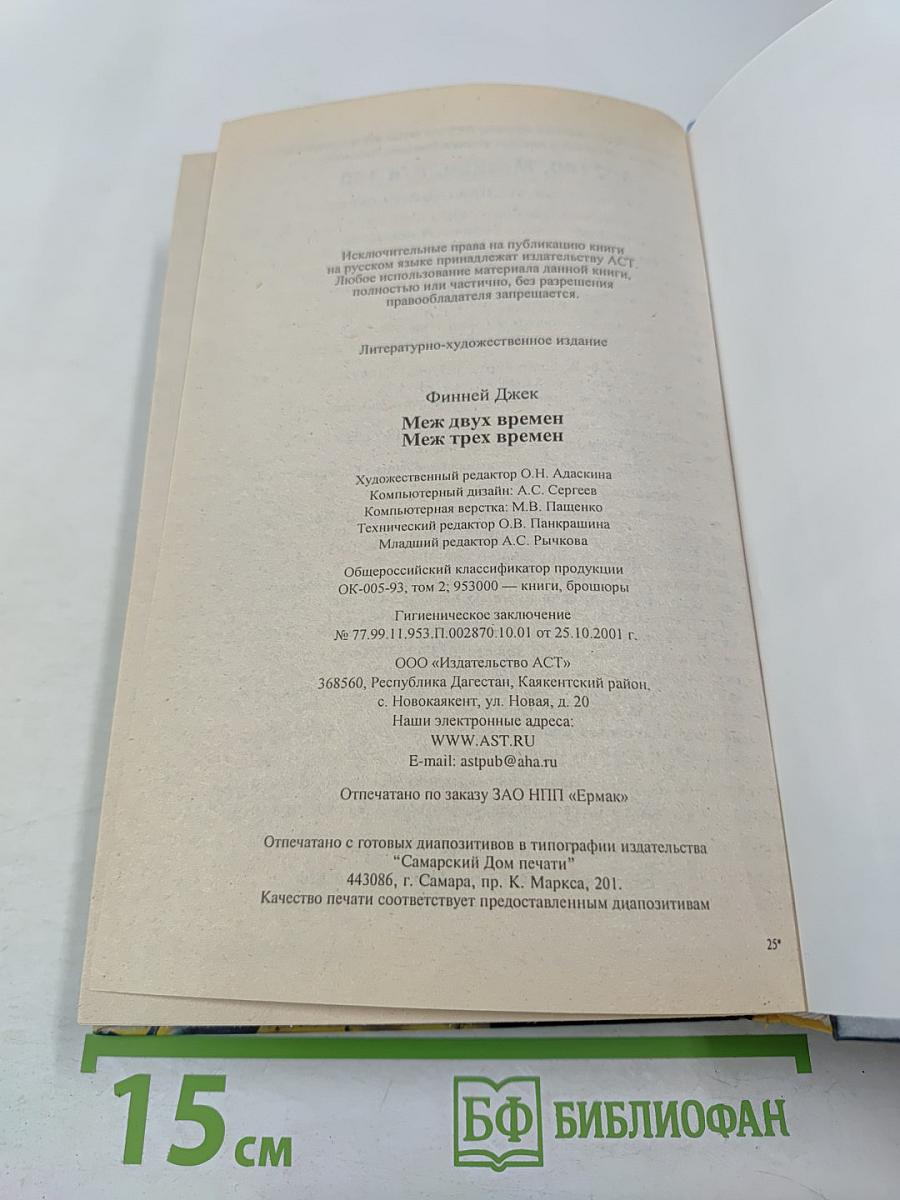 Исключительные права на публикацию книги
на русском языке принадлежат издательству АСТ.
Любое использование материала данной книги,
полностью или частично, без разрешения
правообладателя запрещается.
Литературно-художественное издание
Финней Джек
Меж двух времен
Меж трех времен
Художественный редактор О.Н. Адаскина
Компьютерный дизайн: А.С. Сергеев
Компьютерная верстка: М.В. Пащенко
Технический редактор О.В. Панкрашина
Младший редактор А.С. Рычкова
Общероссийский классификатор продукции
ОК-005-93, том 2; 953000 — книги, брошюры
Гигиеническое заключение
№ 77.99.11.953.П.002870.10.01 от 25.10.2001 г.
ООО «Издательство АСТ»
368560, Республика Дагестан, Каякентский район,
с. Новокаякент, ул. Новая, д. 20
Наши электронные адреса:
WWW.AST.RU
E-mail: astpub@aha.ru
Отпечатано по заказу ЗАО НПП «Ермак»
Отпечатано с готовых диапозитивов в типографии издательства
“Самарский Дом печати”
443086, г. Самара, пр. К. Маркса, 201.
Качество печати соответствует предоставленным диапозитивам
25*
15 см
БФ БИБЛИОФАН